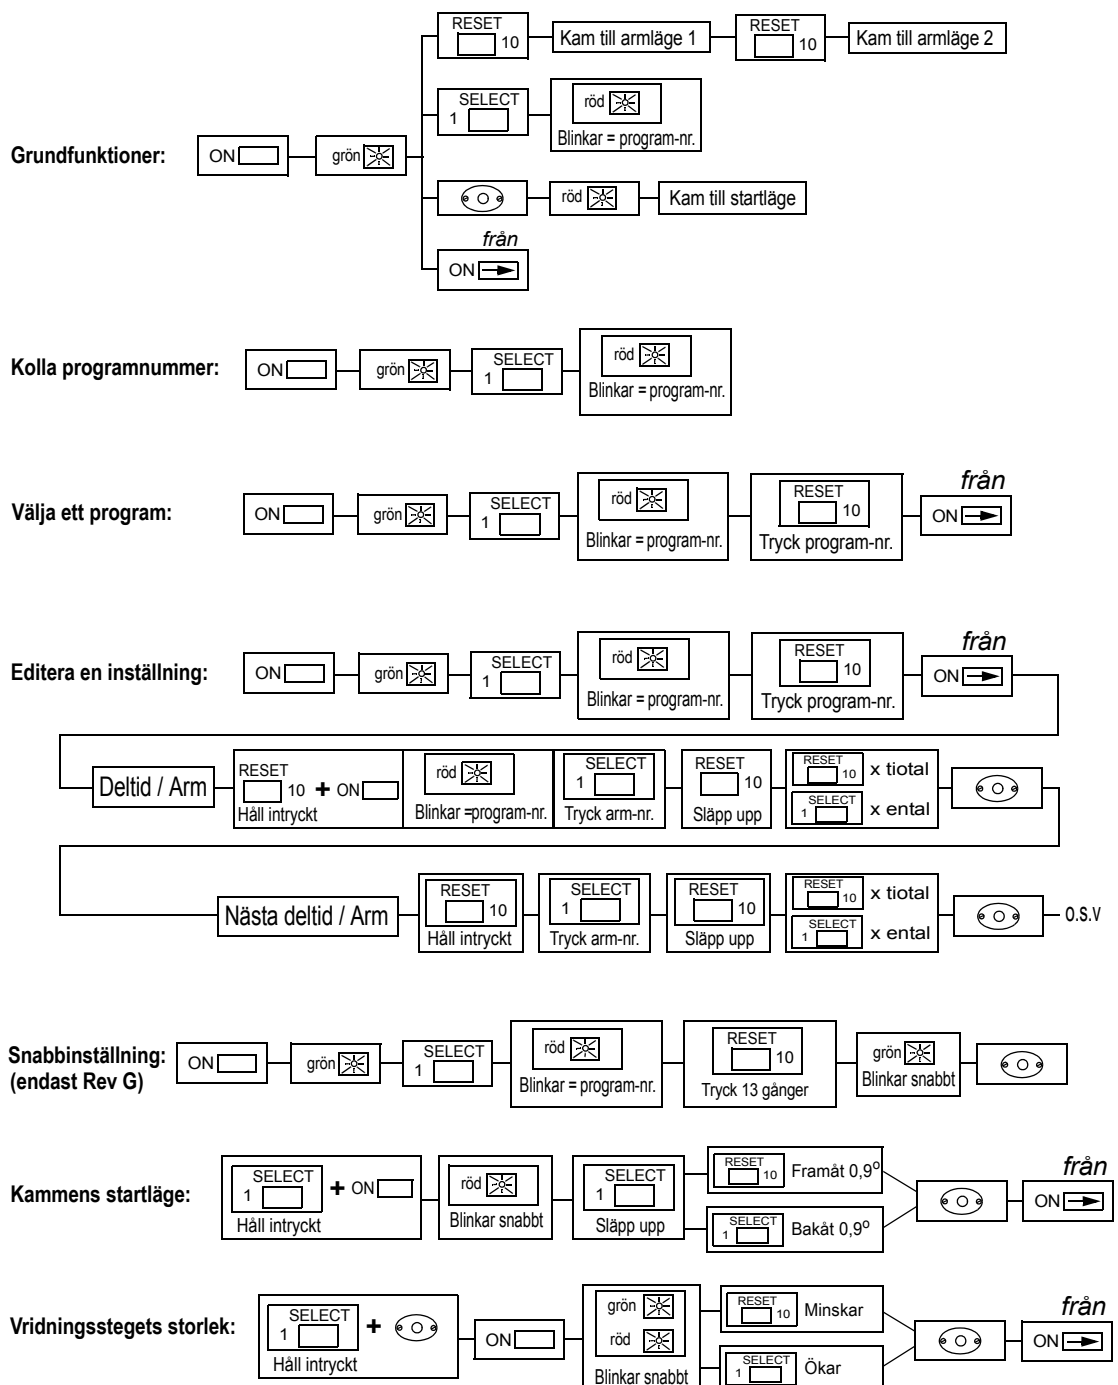 RESET
10
Kam till armläge 1
RESET
10
Kam till armläge 2
SELECT
1
röd
Blinkar = program-nr.
Grundfunktioner:
ON
grön
röd
Kam till startläge
från
ON
Kolla programnummer:
ON
grön
SELECT
1
röd
Blinkar = program-nr.
Välja ett program:
ON
grön
SELECT
1
röd
Blinkar = program-nr.
RESET
10
Tryck program-nr.
från
ON
Editera en inställning:
ON
grön
SELECT
1
röd
Blinkar = program-nr.
RESET
10
Tryck program-nr.
från
ON
Deltid / Arm
RESET
10 + ON
Håll intryckt
röd
Blinkar =program-nr.
SELECT
1
Tryck arm-nr.
RESET
10
Släpp upp
RESET
10
x tiotal
SELECT
1
x ental
Nästa deltid / Arm
RESET
10
Håll intryckt
SELECT
1
Tryck arm-nr.
RESET
10
Släpp upp
RESET
10
x tiotal
SELECT
1
x ental
o.s.v
Snabbinställning:
(endast Rev G)
ON
grön
SELECT
1
röd
Blinkar = program-nr.
RESET
10
Tryck 13 gånger
grön
Blinkar snabbt
Kammens startläge:
SELECT
1
+ ON
Håll intryckt
röd
Blinkar snabbt
SELECT
1
Släpp upp
RESET
10
Framåt 0,9º
SELECT
1
Bakåt 0,9º
från
ON
Vridningsstegets storlek:
SELECT
1
+
Håll intryckt
ON
grön
röd
Blinkar snabbt
RESET
10
Minskar
SELECT
1
Ökar
från
ON